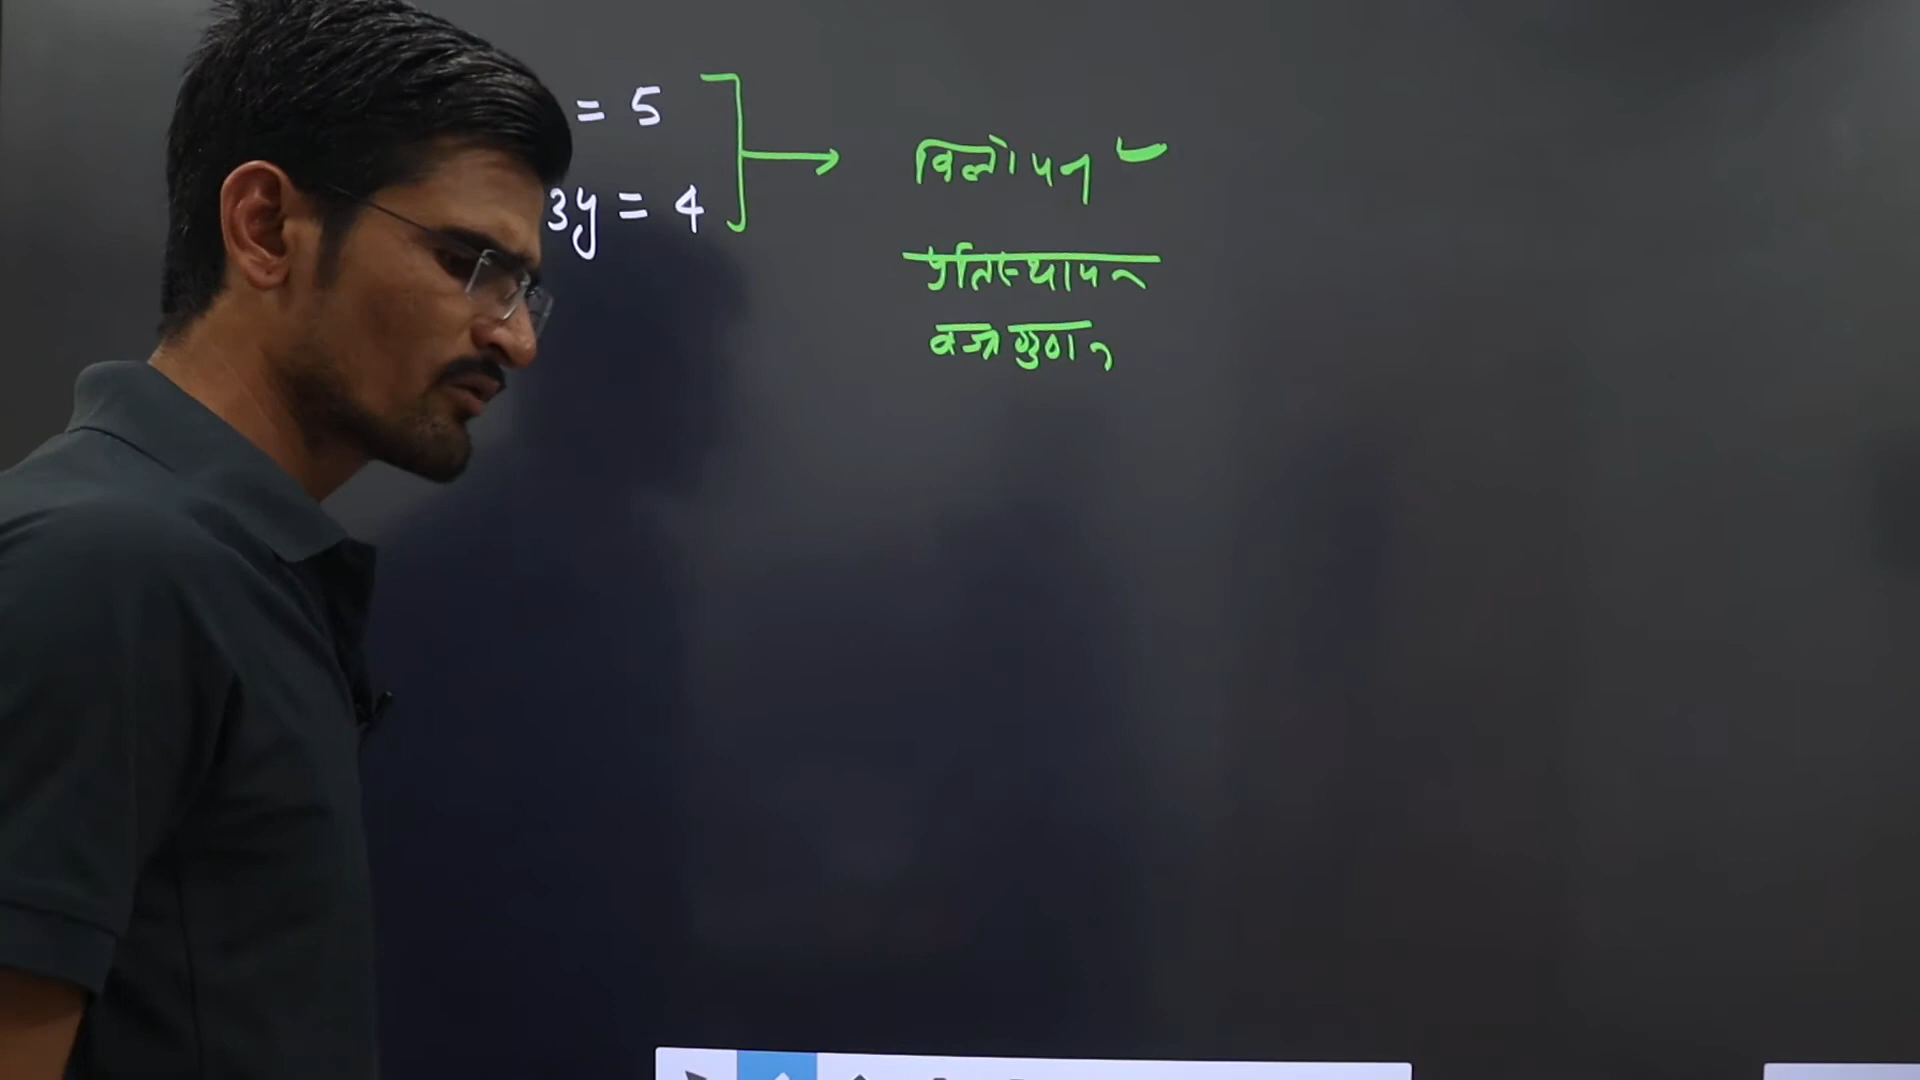 = 5
3y = 4
विलोपन
प्रतिस्थापन
वज्रगुणन